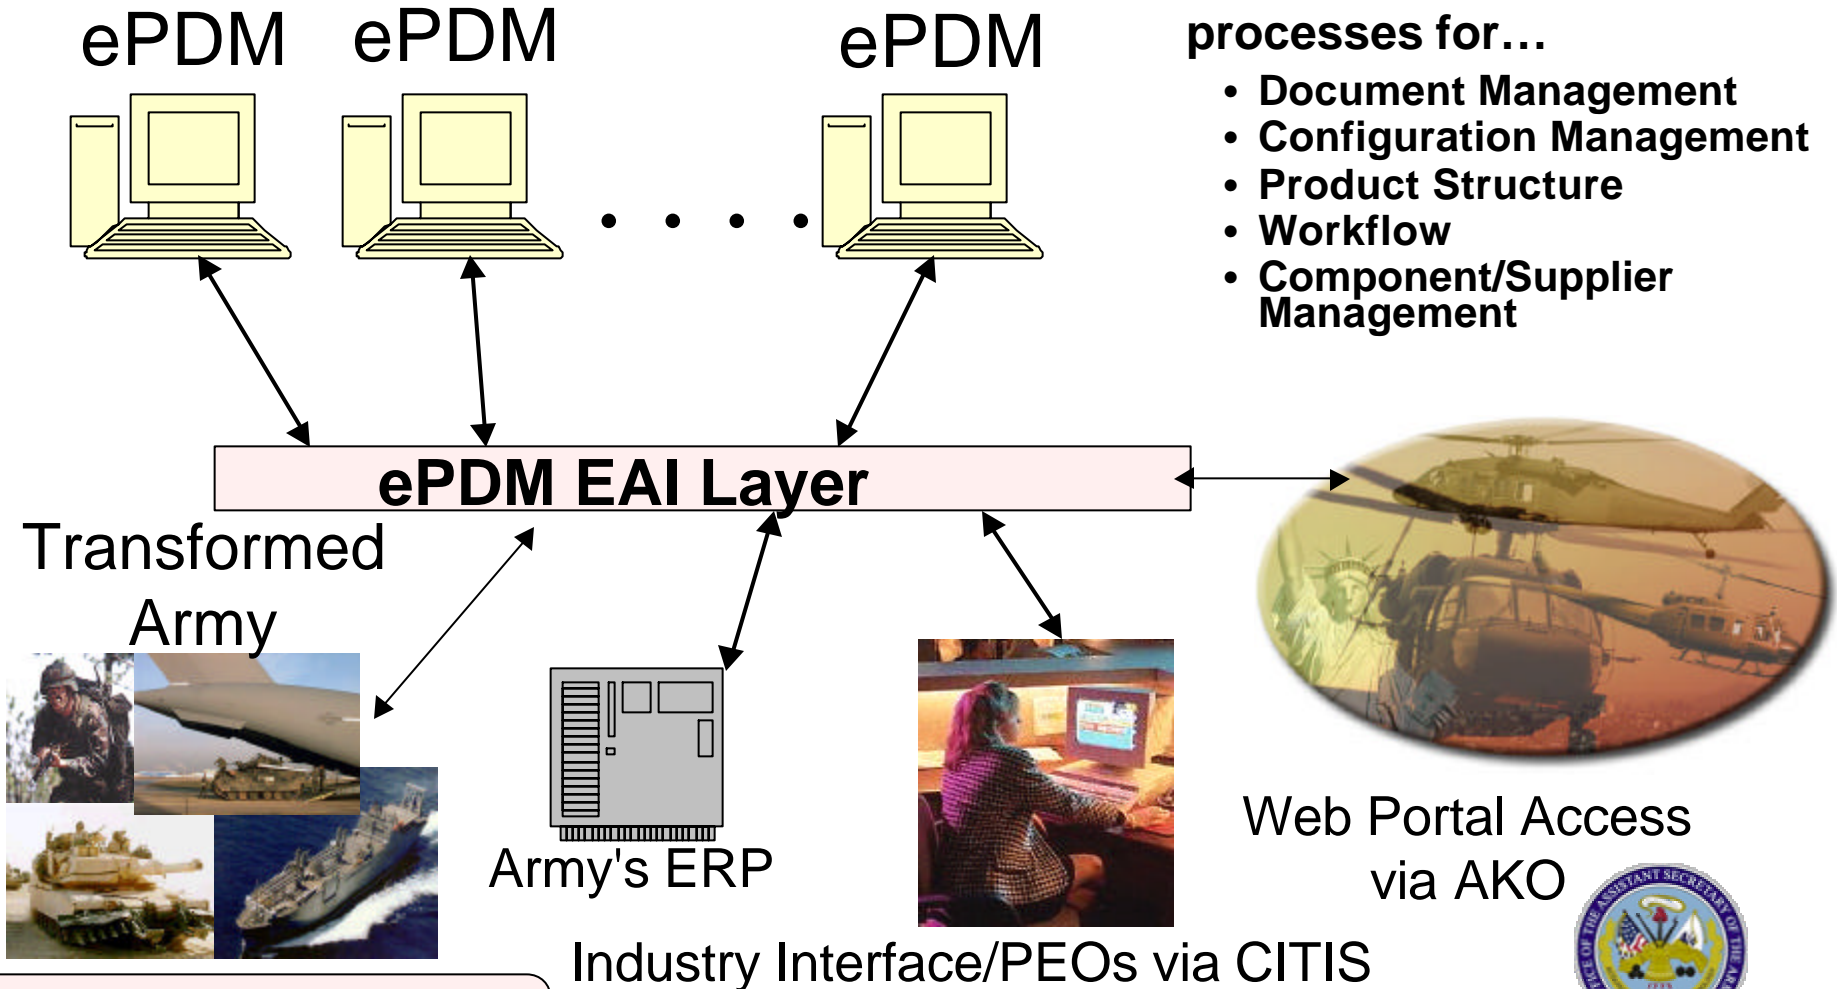 ePDM ePDM ePDM
processes for…
• Document Management
• Configuration Management
• Product Structure
• Workflow
• Component/Supplier
Management
ePDM EAI Layer
Transformed
Army
Army's ERP
Web Portal Access
via AKO
Industry Interface/PEOs via CITIS